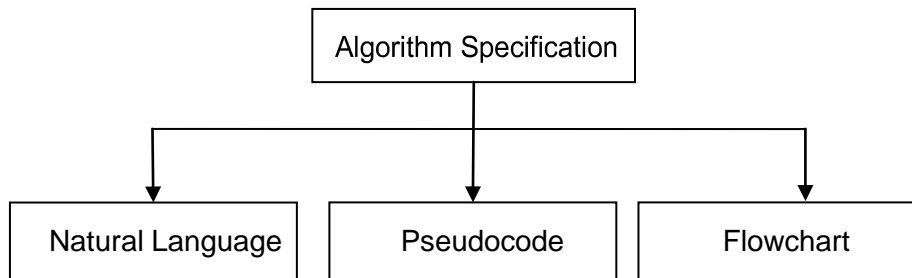 Algorithm Specification
Natural Language
Pseudocode
Flowchart